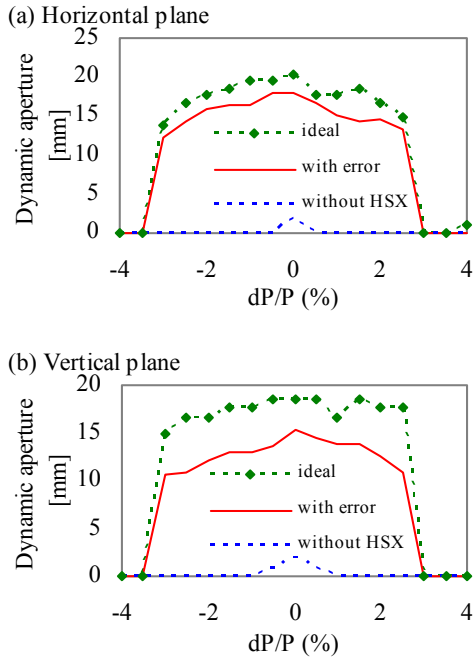 (a) Horizontal plane
Dynamic aperture
[mm]
25
20
15
10
5
0
ideal
with error
without HSX
-4
-2
0
2
4
dP/P (%)
(b) Vertical plane
Dynamic aperture
[mm]
20
15
10
5
0
ideal
with error
without HSX
-4
-2
0
2
4
dP/P (%)